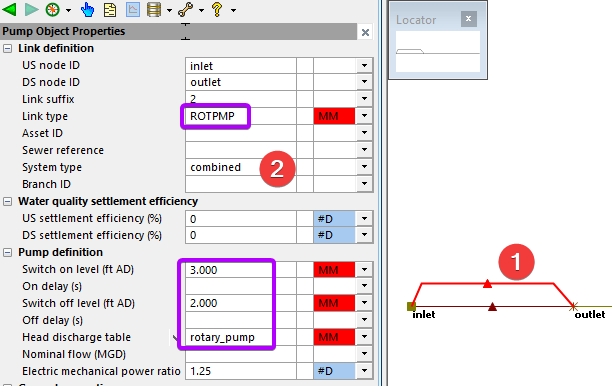 Pump Object Properties
Locator
Link definition
US node ID inlet
DS node ID outlet
Link suffix 2
Link type ROTPMP MM
Asset ID
Sewer reference
System type combined
2
Branch ID
Water quality settlement efficiency
US settlement efficiency (%) 0 #D
DS settlement efficiency (%) 0 #D
Pump definition
Switch on level (ft AD) 3.000 MM
1
On delay (s)
Switch off level (ft AD) 2.000 MM
inlet outlet
Off delay (s)
Head discharge table rotary_pump MM
Nominal flow (MGD)
Electric mechanical power ratio 1.25 #D